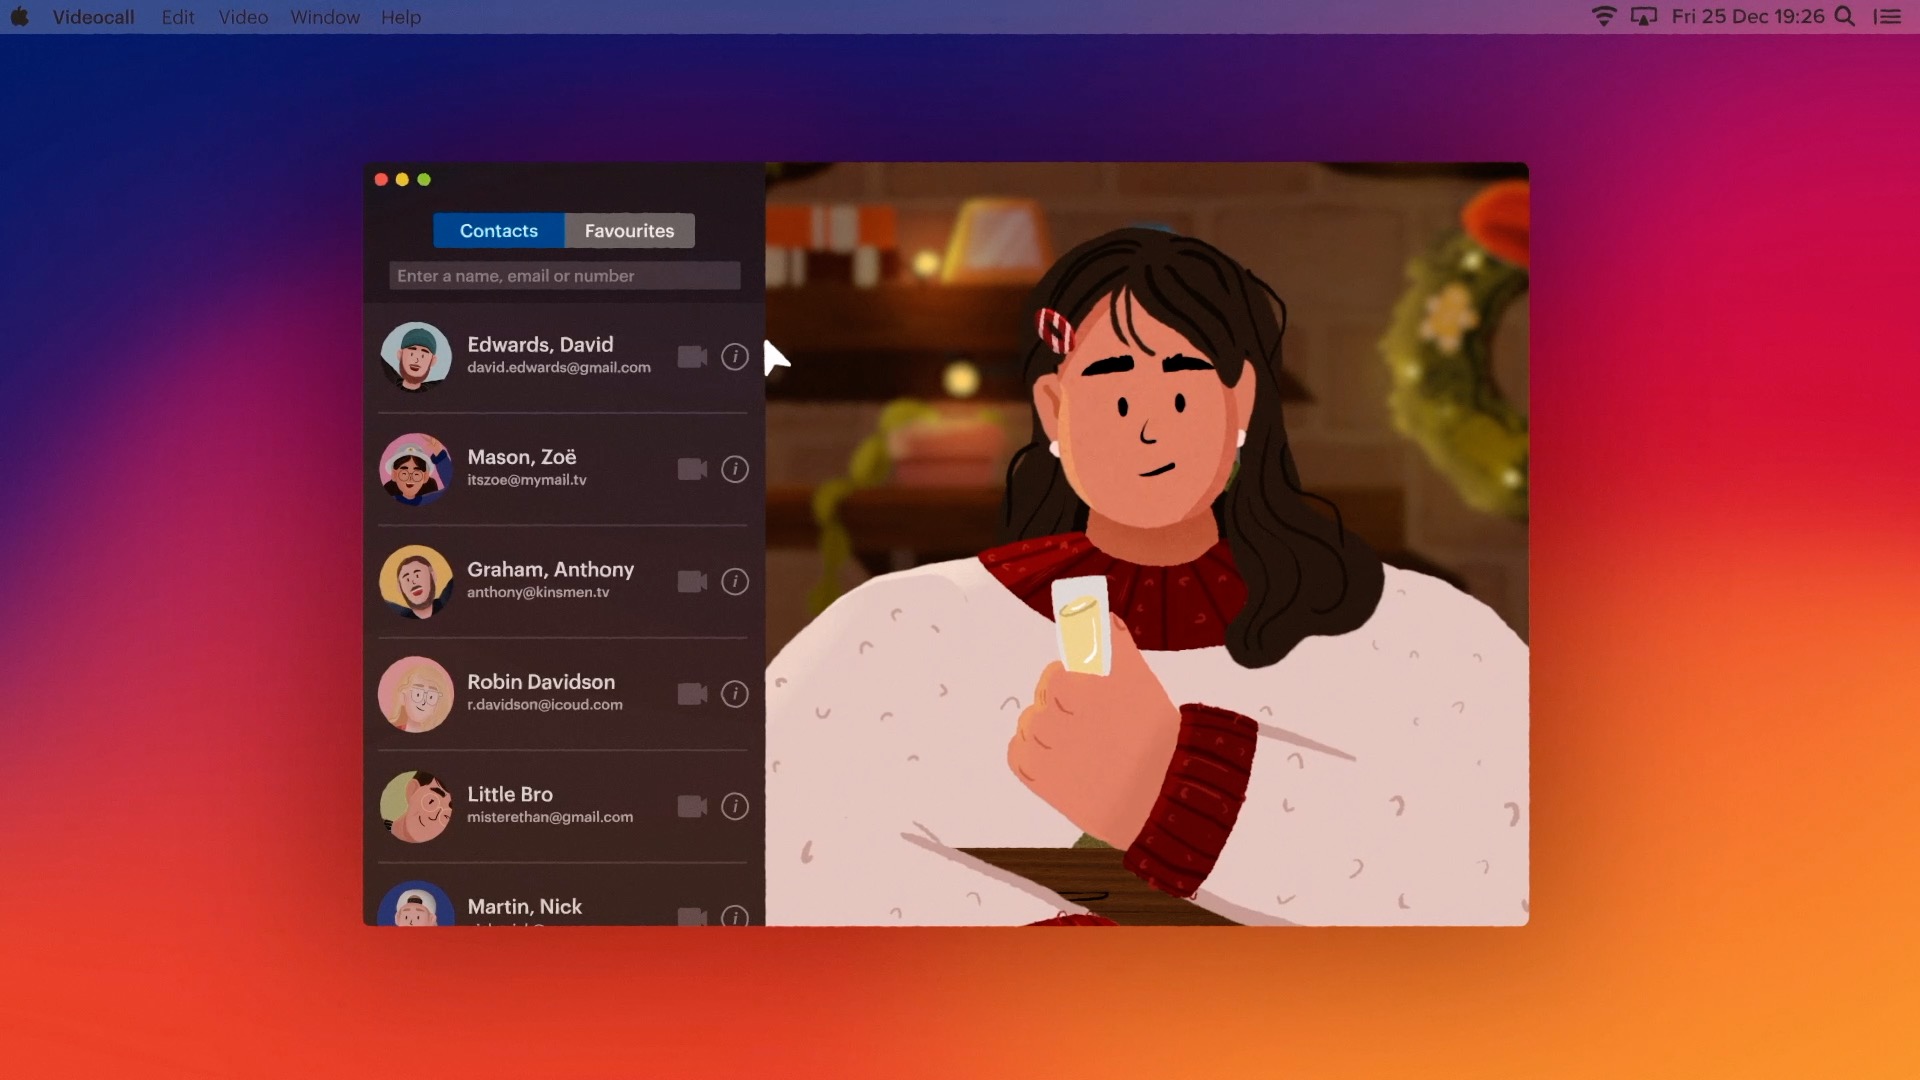 Videocall Edit Video Window Help Fri 25 Dec 19:26
Contacts Favourites
Enter a name, email or number
Edwards, David
david.edwards@gmail.com
Mason, Zoë
itszoe@mymail.tv
Graham, Anthony
anthony@kinsmen.tv
Robin Davidson
r.davidson@icoud.com
Little Bro
misterethan@gmail.com
Martin, Nick